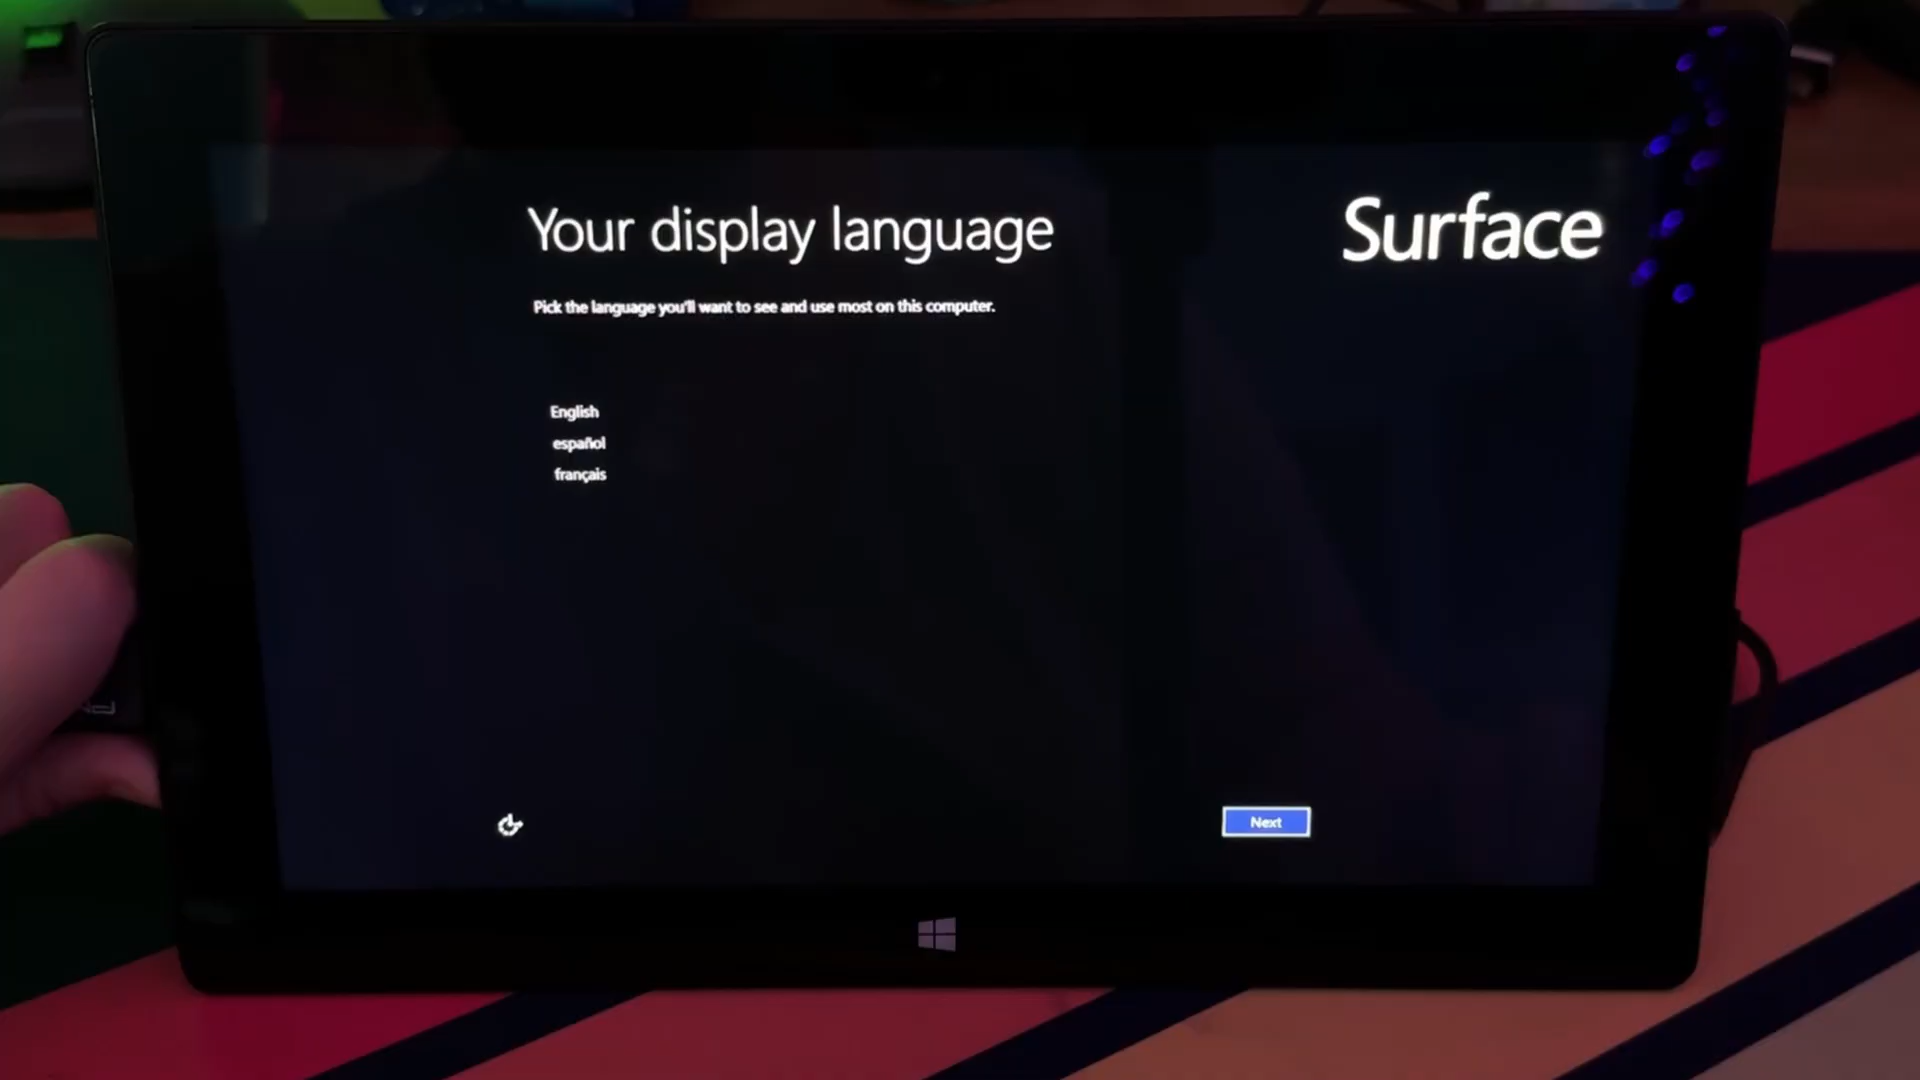 Your display language
Surface
Pick the language you'll want to see and use most on this computer.
English
español
français
Next